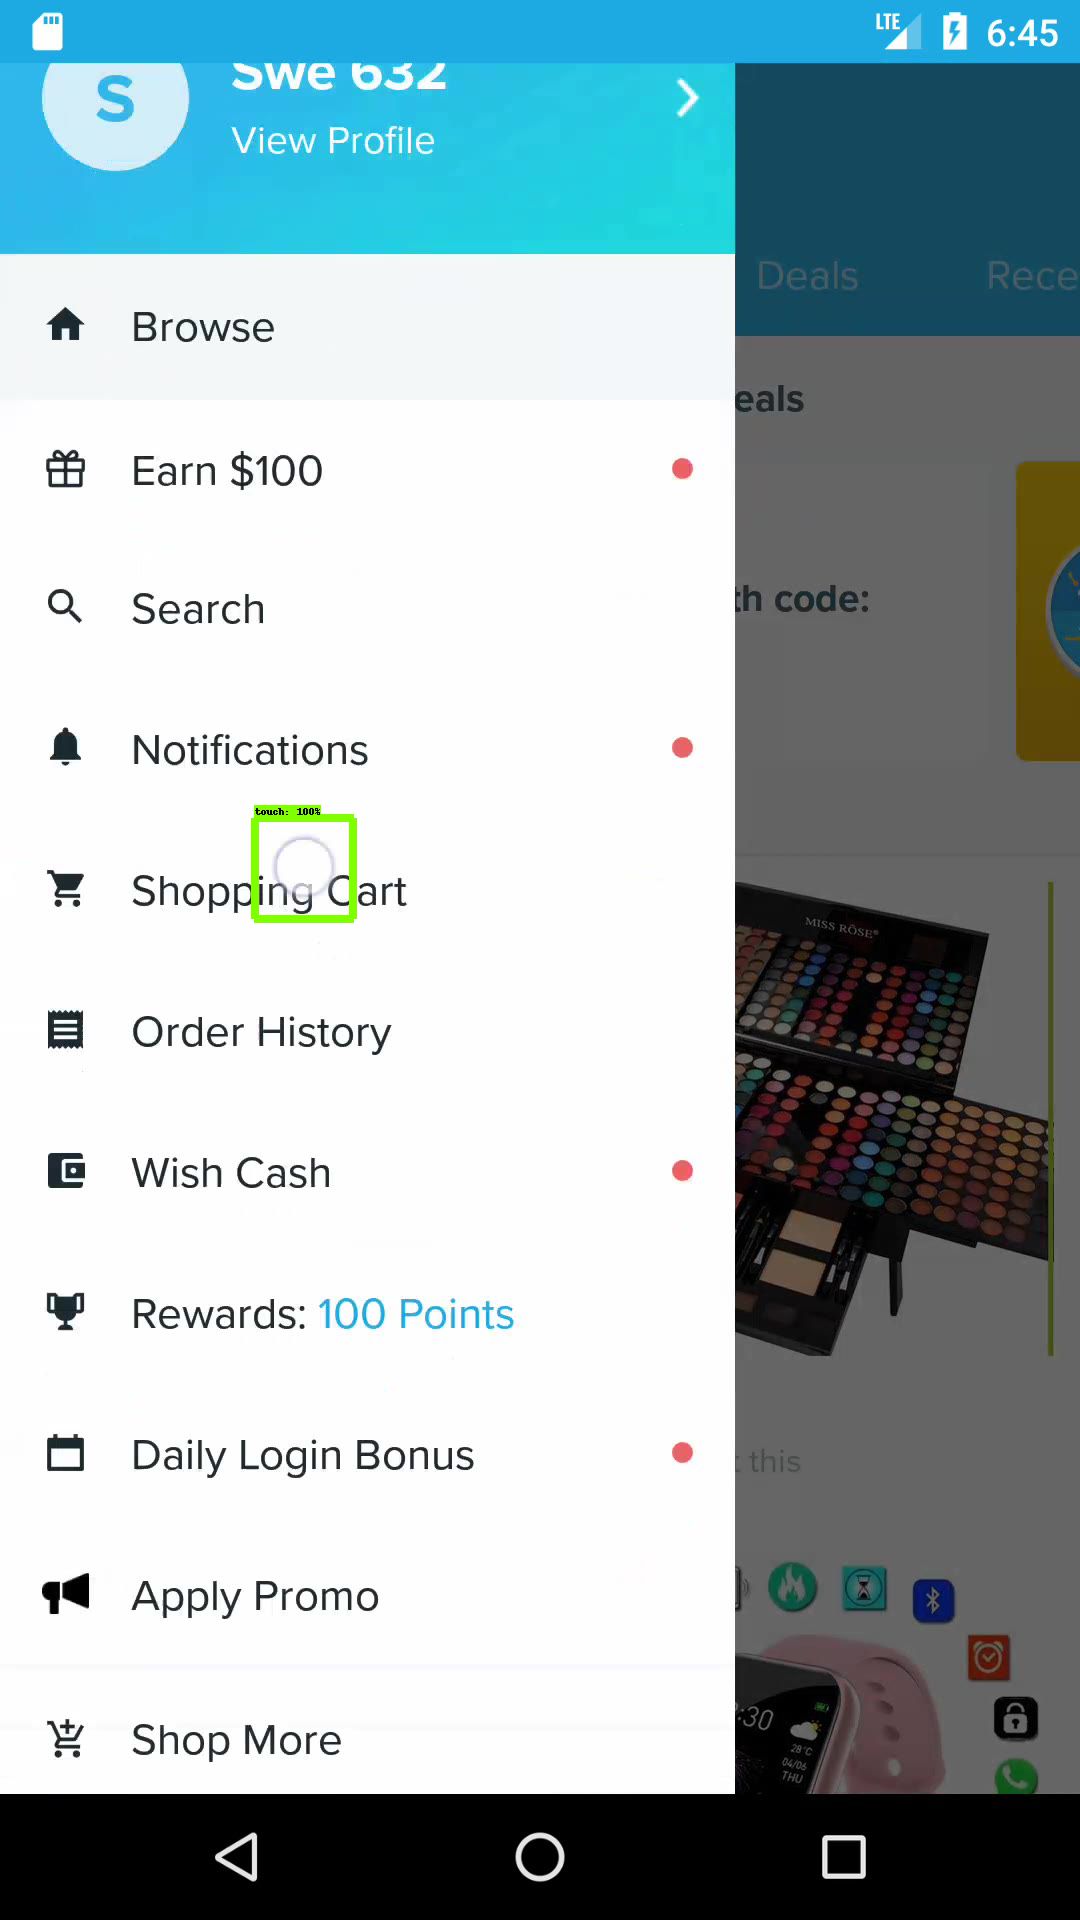 LTE 6:45
S
Swe 632
View Profile
Deals
Rece
Browse
eals
Earn $100
th code:
Search
Notifications
touch: 100%
Shopping Cart
MISS RÔSE®
Order History
Wish Cash
Rewards: 100 Points
Daily Login Bonus
t this
Apply Promo
:30
28°C
04/06
THU
Shop More